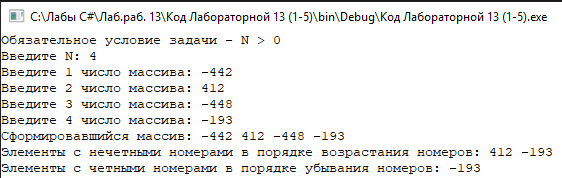 C:\Лабы C#\Лаб.раб. 13\Код Лабораторной 13 (1-5)\bin\Debug\Код Лабораторной 13 (1-5).exe
Обязательное условие задачи - N > 0
Введите N: 4
Введите 1 число массива: -442
Введите 2 число массива: 412
Введите 3 число массива: -448
Введите 4 число массива: -193
Сформировавшийся массив: -442 412 -448 -193
Элементы с нечетными номерами в порядке возрастания номеров: 412 -193
Элементы с четными номерами в порядке убывания номеров: -193